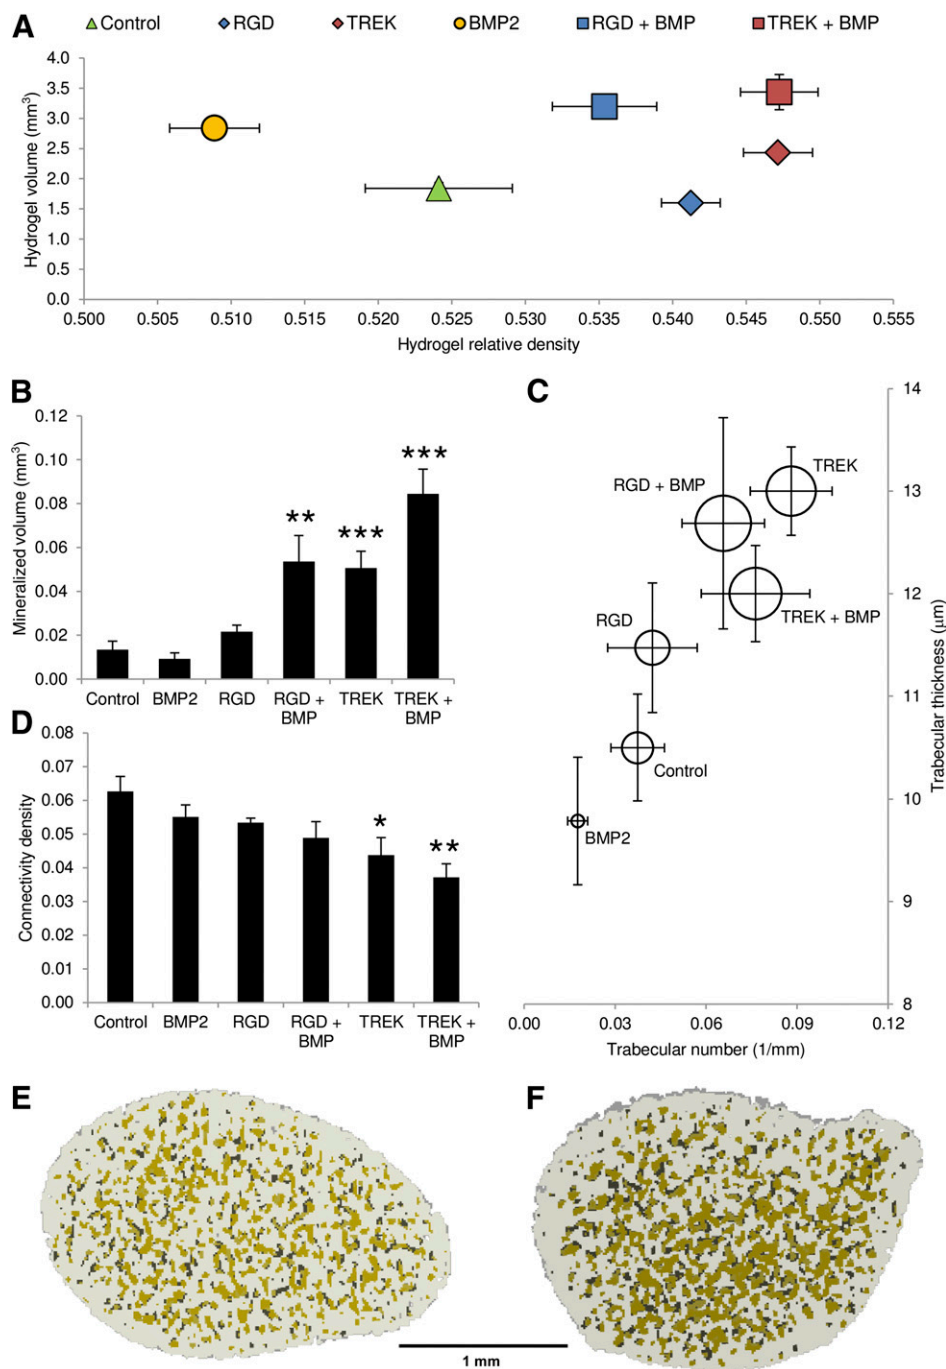 A
Control RGD TREK BMP2 RGD + BMP TREK + BMP
Hydrogel volume (mm³)
4.0
3.5
3.0
2.5
2.0
1.5
1.0
0.5
0.0
0.500 0.505 0.510 0.515 0.520 0.525 0.530 0.535 0.540 0.545 0.550 0.555
Hydrogel relative density
B
Mineralized volume (mm³)
0.12
0.10
0.08
0.06
0.04
0.02
0.00
** *** ***
Control BMP2 RGD RGD + TREK TREK +
BMP BMP
C
14
13
12
11
10
9
8
Trabecular thickness (µm)
TREK
RGD + BMP
TREK + BMP
RGD
Control
BMP2
0.00 0.03 0.06 0.09 0.12
Trabecular number (1/mm)
D
Connectivity density
0.08
0.07
0.06
0.05
0.04
0.03
0.02
0.01
0.00
* **
Control BMP2 RGD RGD + TREK TREK +
BMP BMP
E
F
1 mm